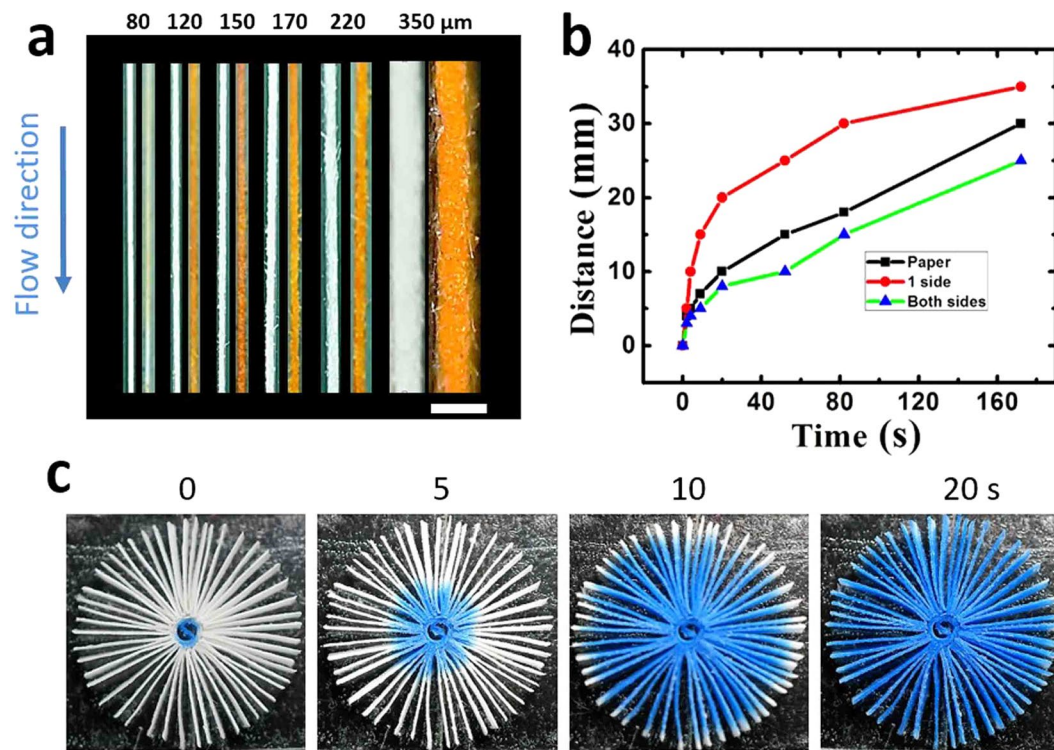 a
80 120 150 170 220 350 µm
Flow direction
b
40
30
20
10
0
Distance (mm)
Paper
1 side
Both sides
0 40 80 120 160
Time (s)
c
0 5 10 20 s